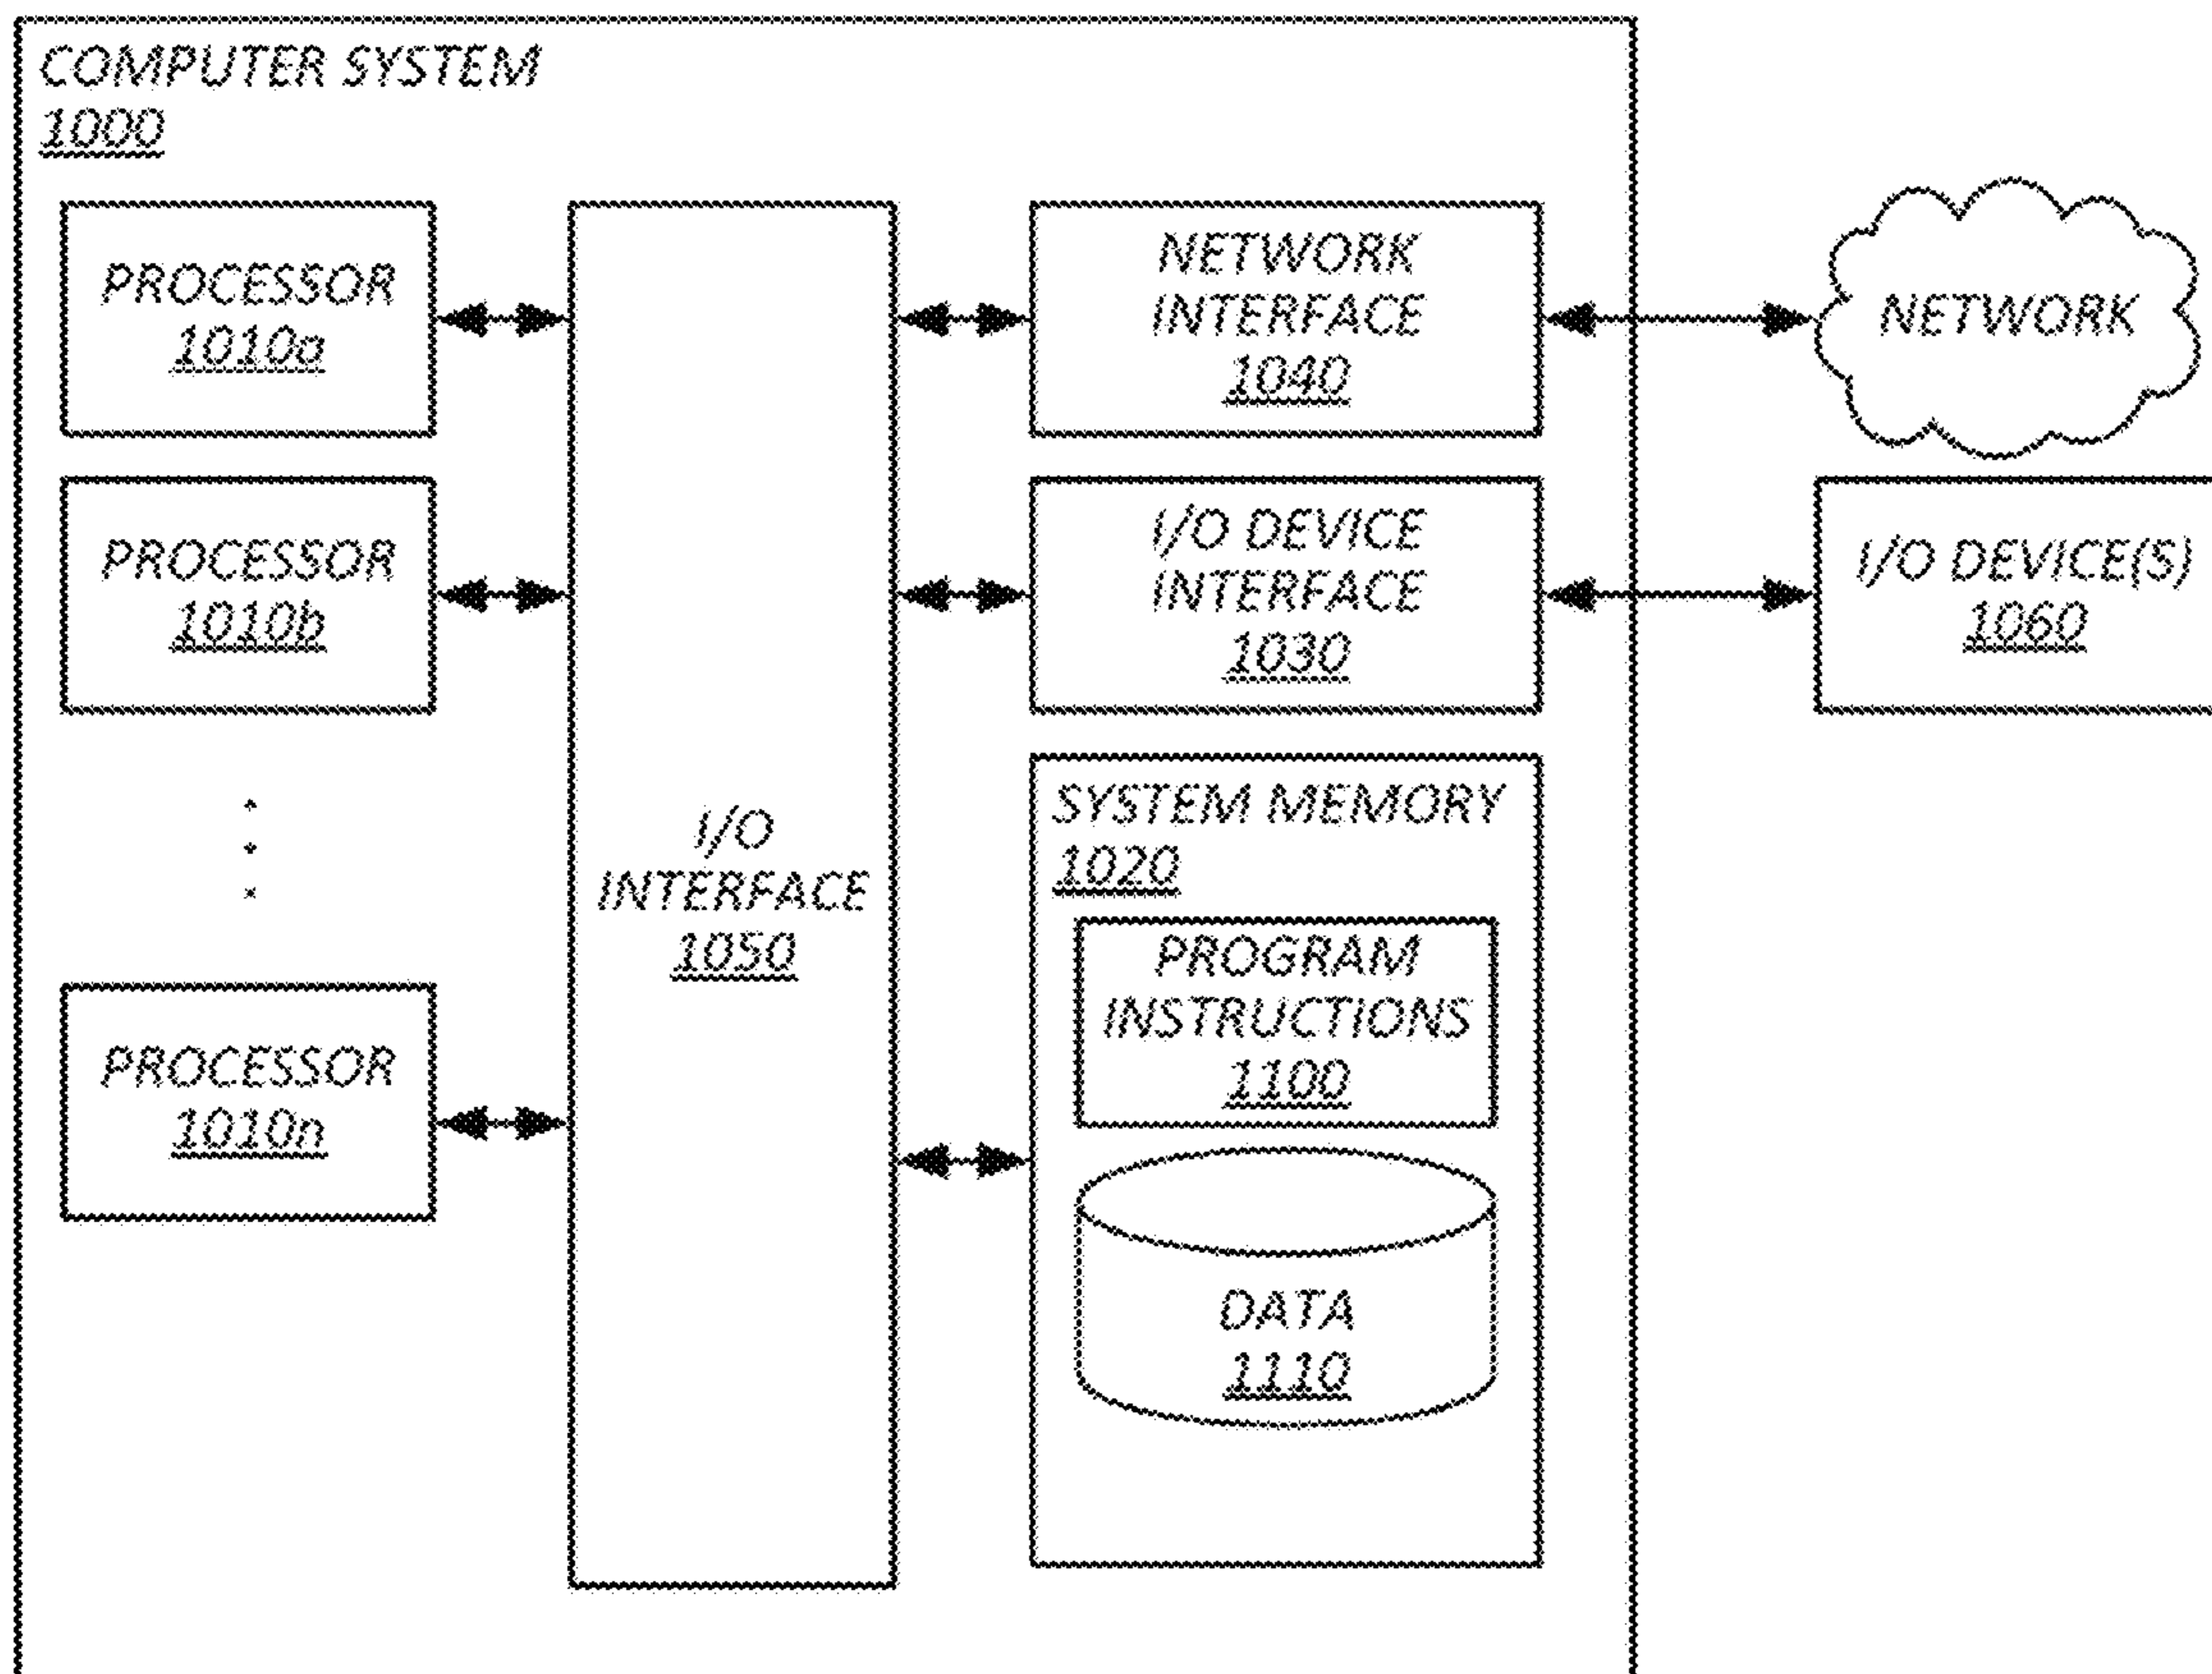 COMPUTER SYSTEM
1000
PROCESSOR
1010a
PROCESSOR
1010b
PROCESSOR
1010n
I/O
INTERFACE
1050
NETWORK
INTERFACE
1040
I/O DEVICE
INTERFACE
1030
SYSTEM MEMORY
1020
PROGRAM
INSTRUCTIONS
1100
DATA
1110
NETWORK
I/O DEVICE(S)
1060